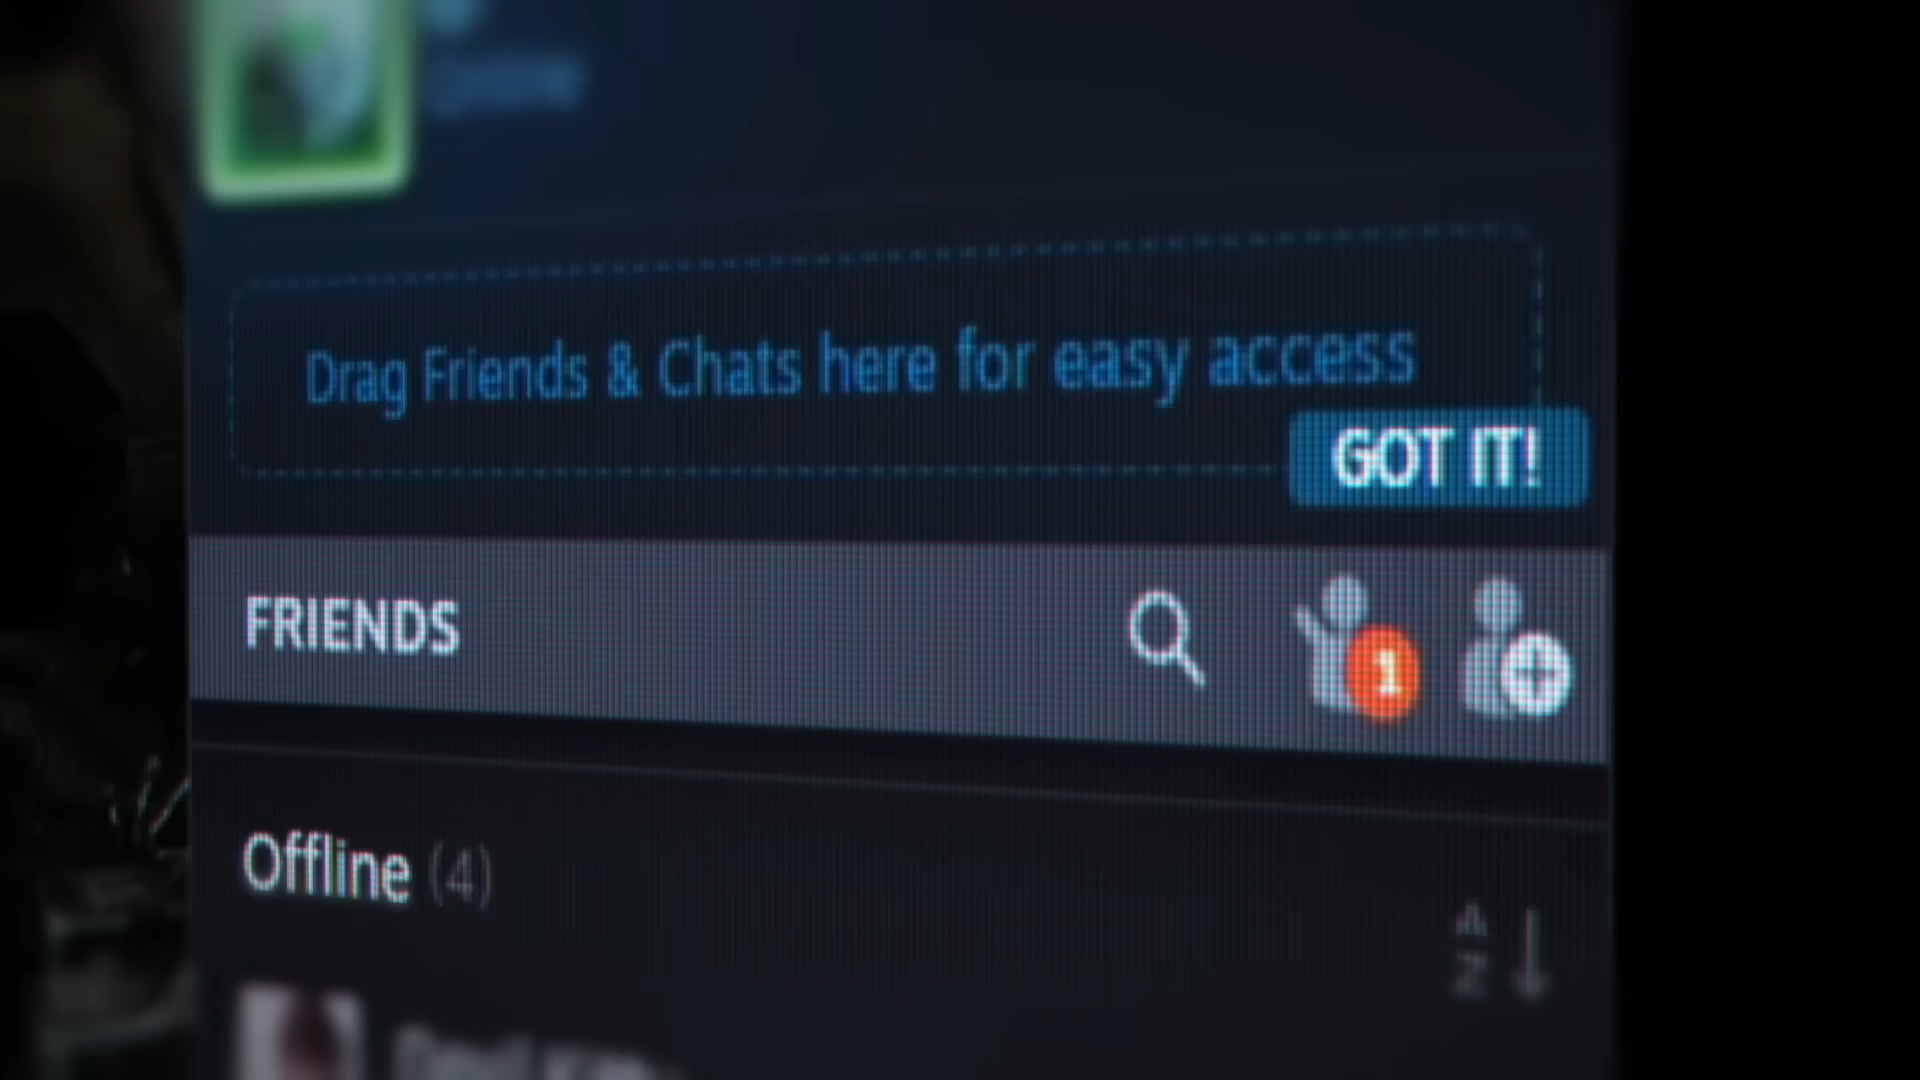 Drag Friends & Chats here for easy access
GOT IT!
FRIENDS
1
Offline (4)
A
Z